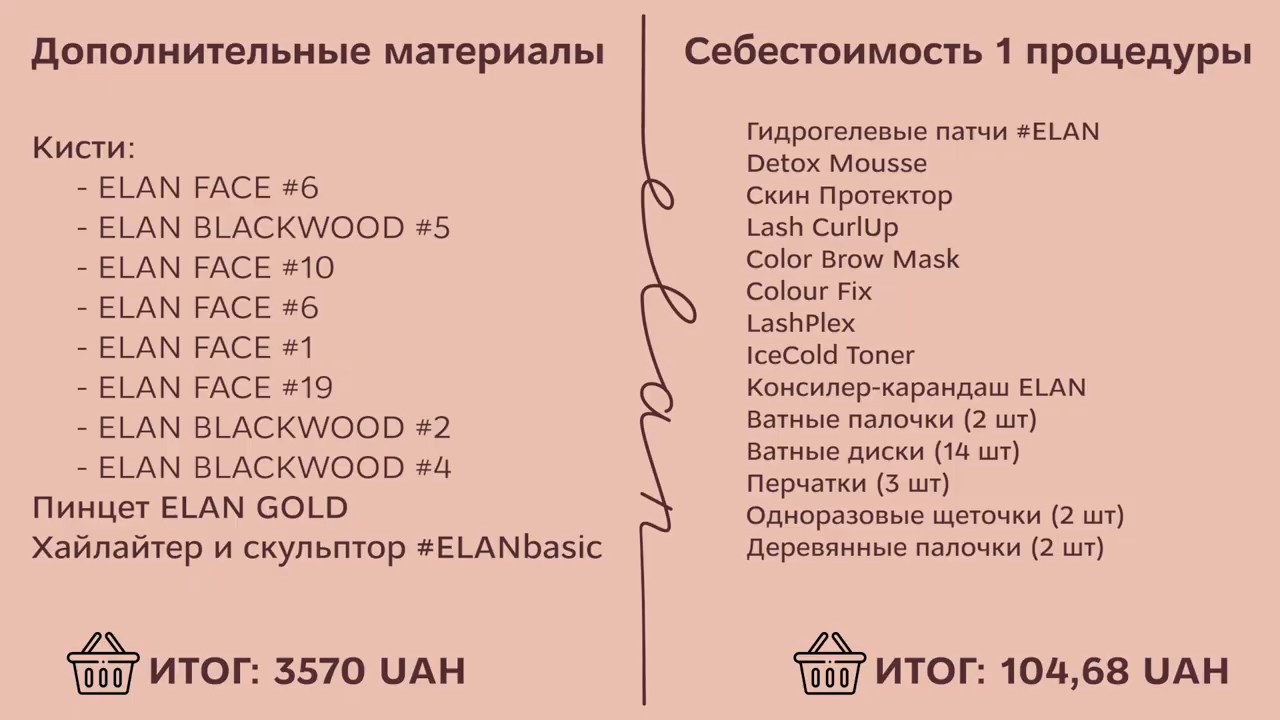 Дополнительные материалы
Кисти:
- ELAN FACE #6
- ELAN BLACKWOOD #5
- ELAN FACE #10
- ELAN FACE #6
- ELAN FACE #1
- ELAN FACE #19
- ELAN BLACKWOOD #2
- ELAN BLACKWOOD #4
Пинцет ELAN GOLD
Хайлайтер и скульптор #ELANbasic
ИТОГ: 3570 UAH
elan
Себестоимость 1 процедуры
Гидрогелевые патчи #ELAN
Detox Mousse
Скин Протектор
Lash CurlUp
Color Brow Mask
Colour Fix
LashPlex
IceCold Toner
Консилер-карандаш ELAN
Ватные палочки (2 шт)
Ватные диски (14 шт)
Перчатки (3 шт)
Одноразовые щеточки (2 шт)
Деревянные палочки (2 шт)
ИТОГ: 104,68 UAH